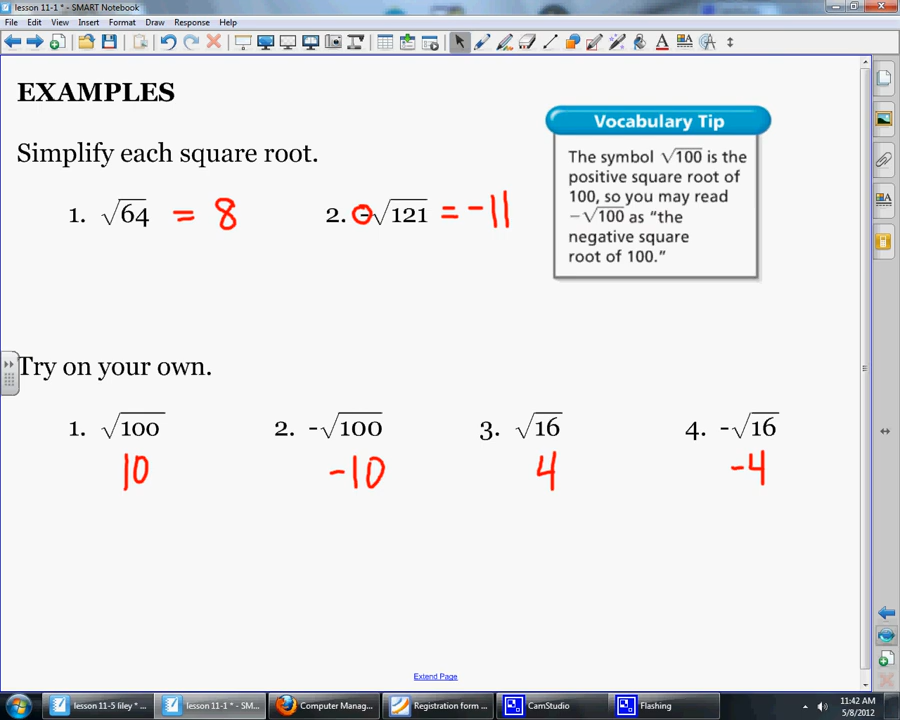 lesson 11-1 * - SMART Notebook
File Edit View Insert Format Draw Response Help
EXAMPLES
Simplify each square root.
1. √64 = 8 2. -√121 = -11
Vocabulary Tip
The symbol √100 is the
positive square root of
100, so you may read
−√100 as “the
negative square
root of 100.”
Try on your own.
1. √100 2. -√100 3. √16 4. -√16
10 -10 4 -4
Extend Page
lesson 11-5 liley * ... lesson 11-1 * - SM... Computer Manag... Registration form ... CamStudio Flashing
11:42 AM
5/8/2012